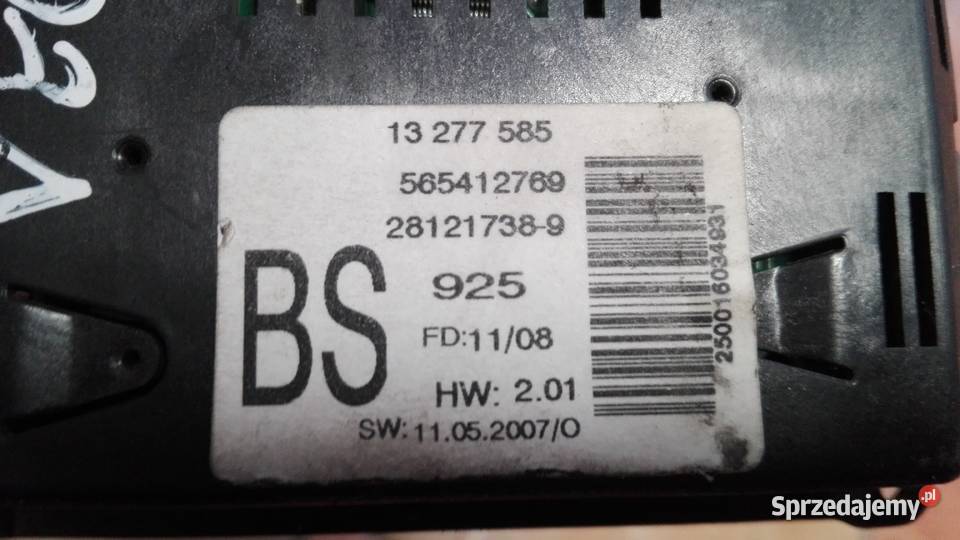 13 277 585
565412769
28121738-9
BS
925
FD:11/08
HW: 2.01
SW: 11.05.2007/O
250016034931
Sprzedajemy.pl